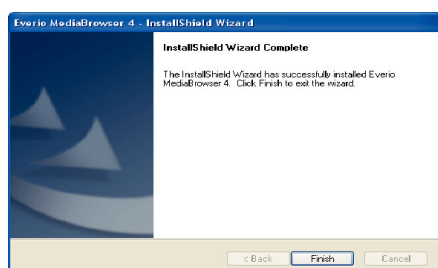 Everio MediaBrowser 4 - InstallShield Wizard
InstallShield Wizard Complete
The InstallShield Wizard has successfully installed Everio
MediaBrowser 4. Click Finish to exit the wizard.
< Back
Finish
Cancel